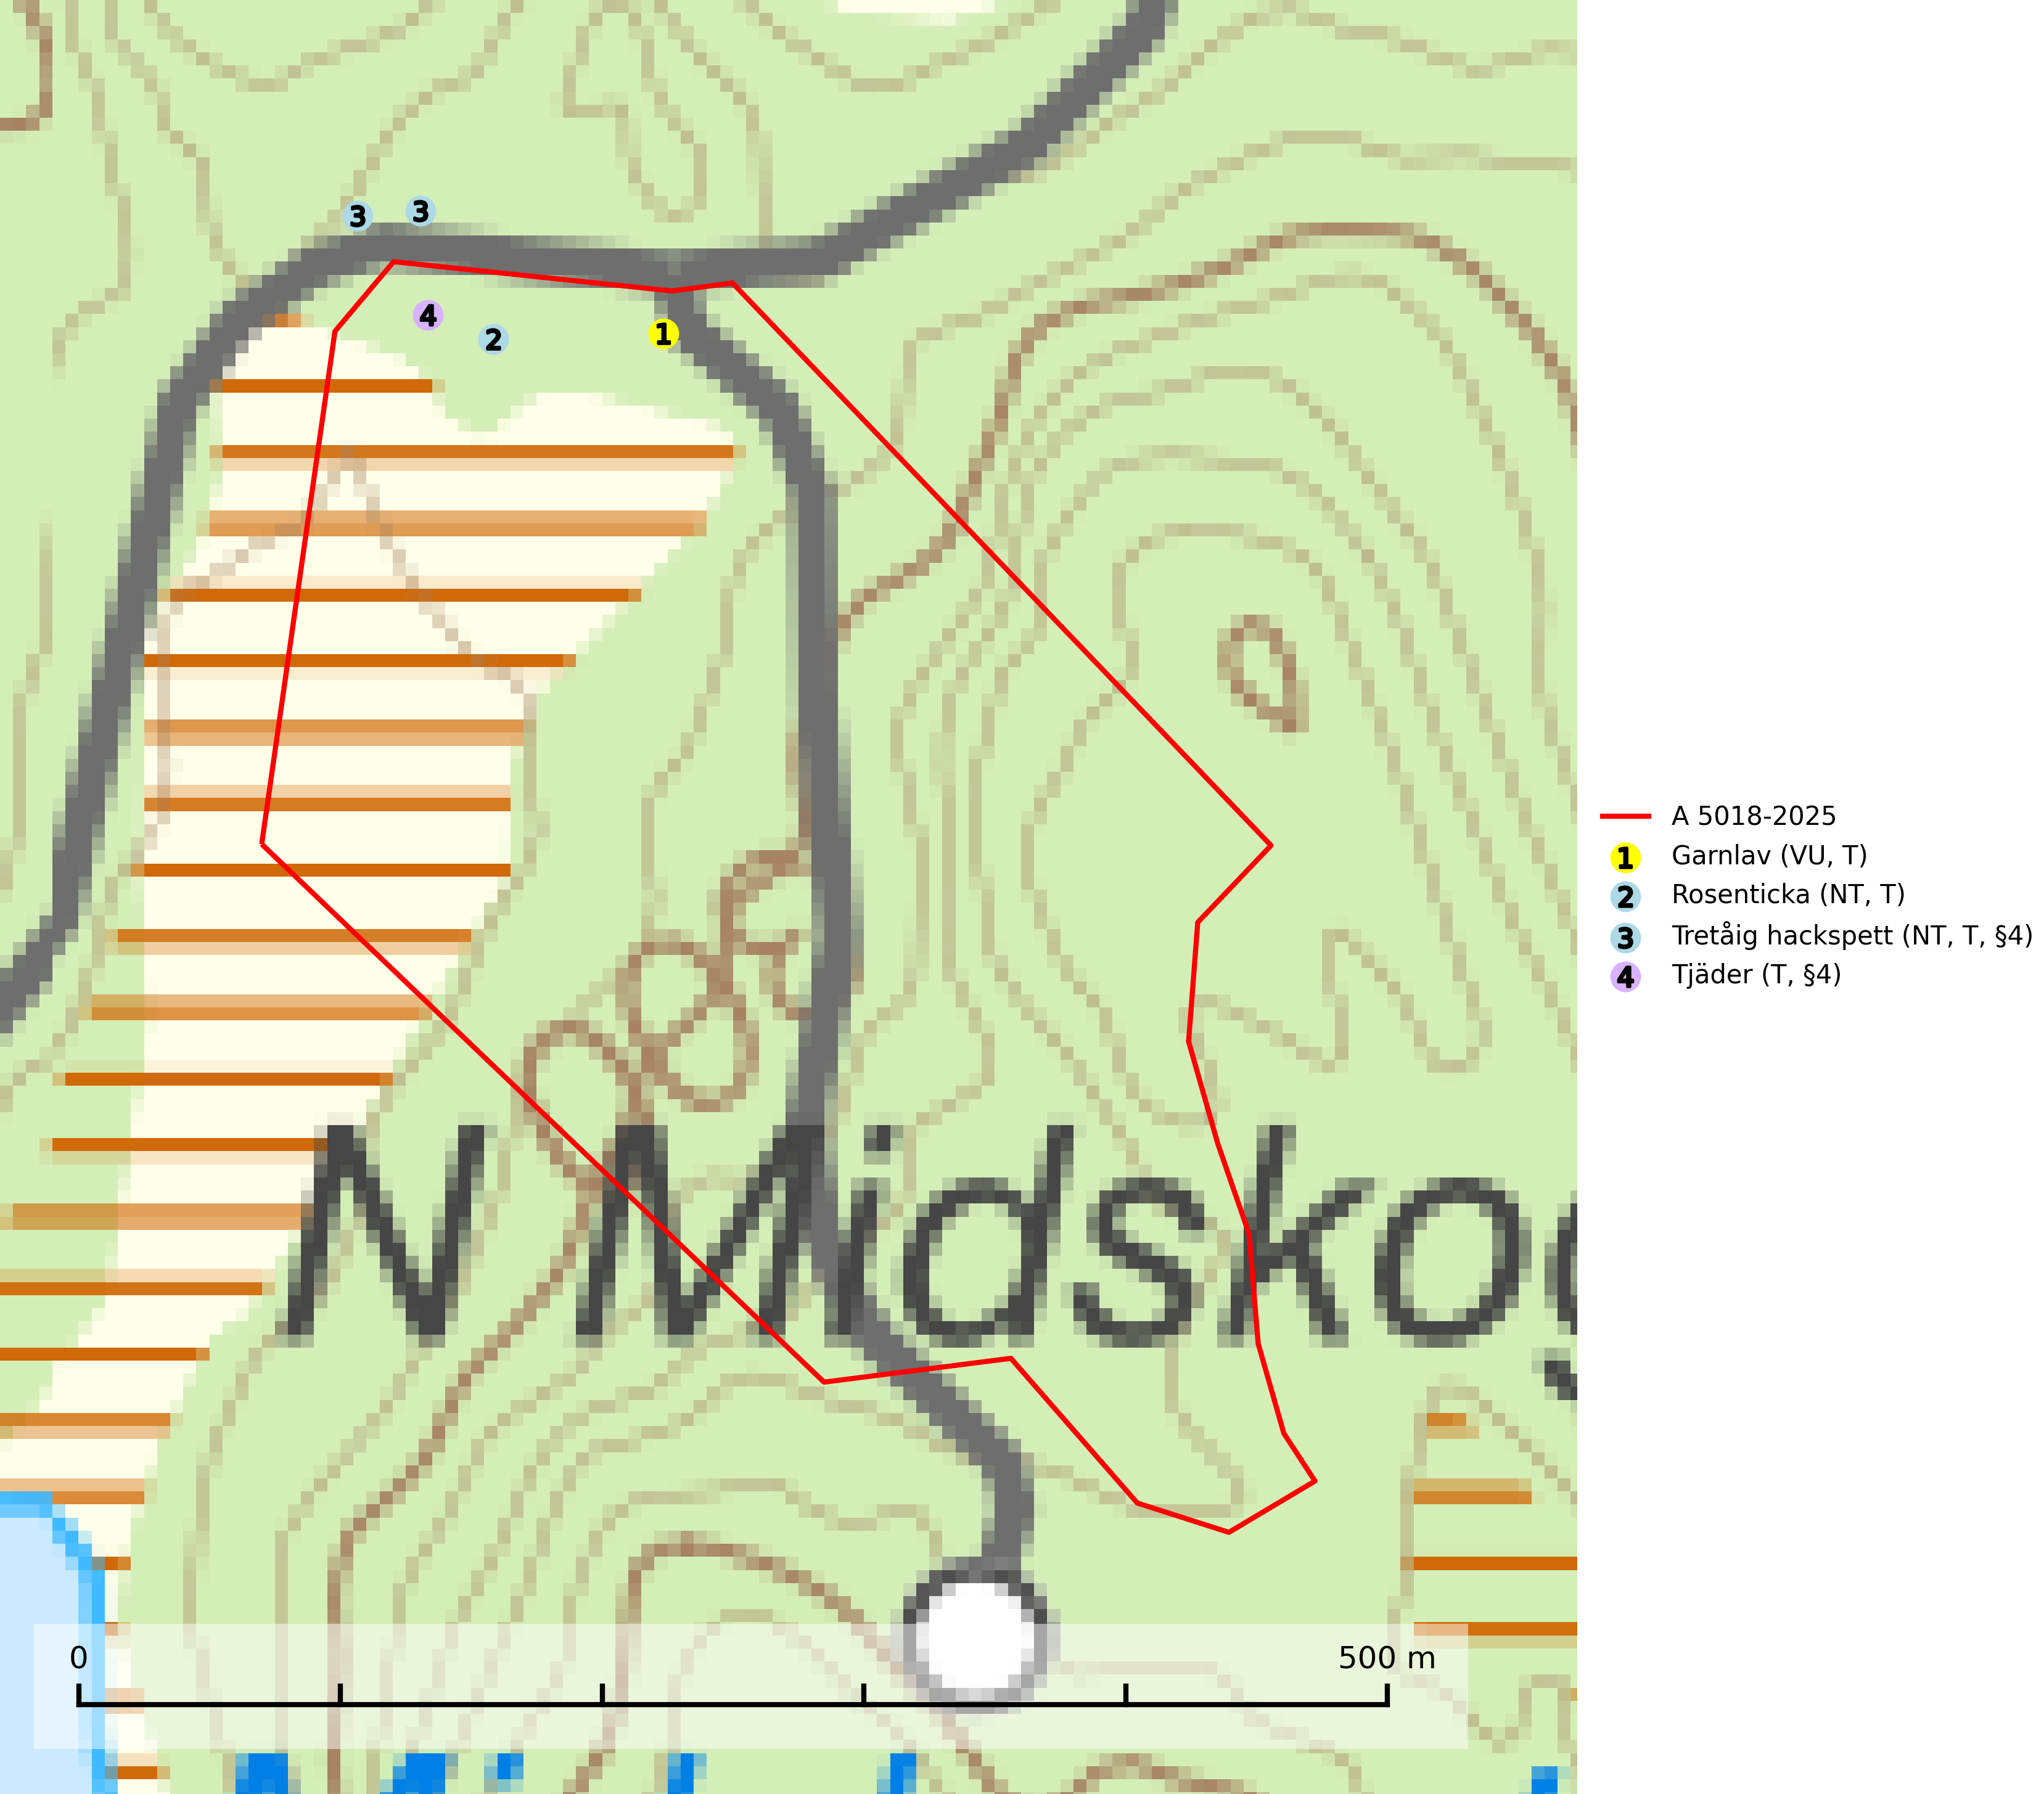 3 3
4
2
1
N Midsko
0 500 m
A 5018-2025
1 Garnlav (VU, T)
2 Rosenticka (NT, T)
3 Tretåig hackspett (NT, T, §4)
4 Tjäder (T, §4)